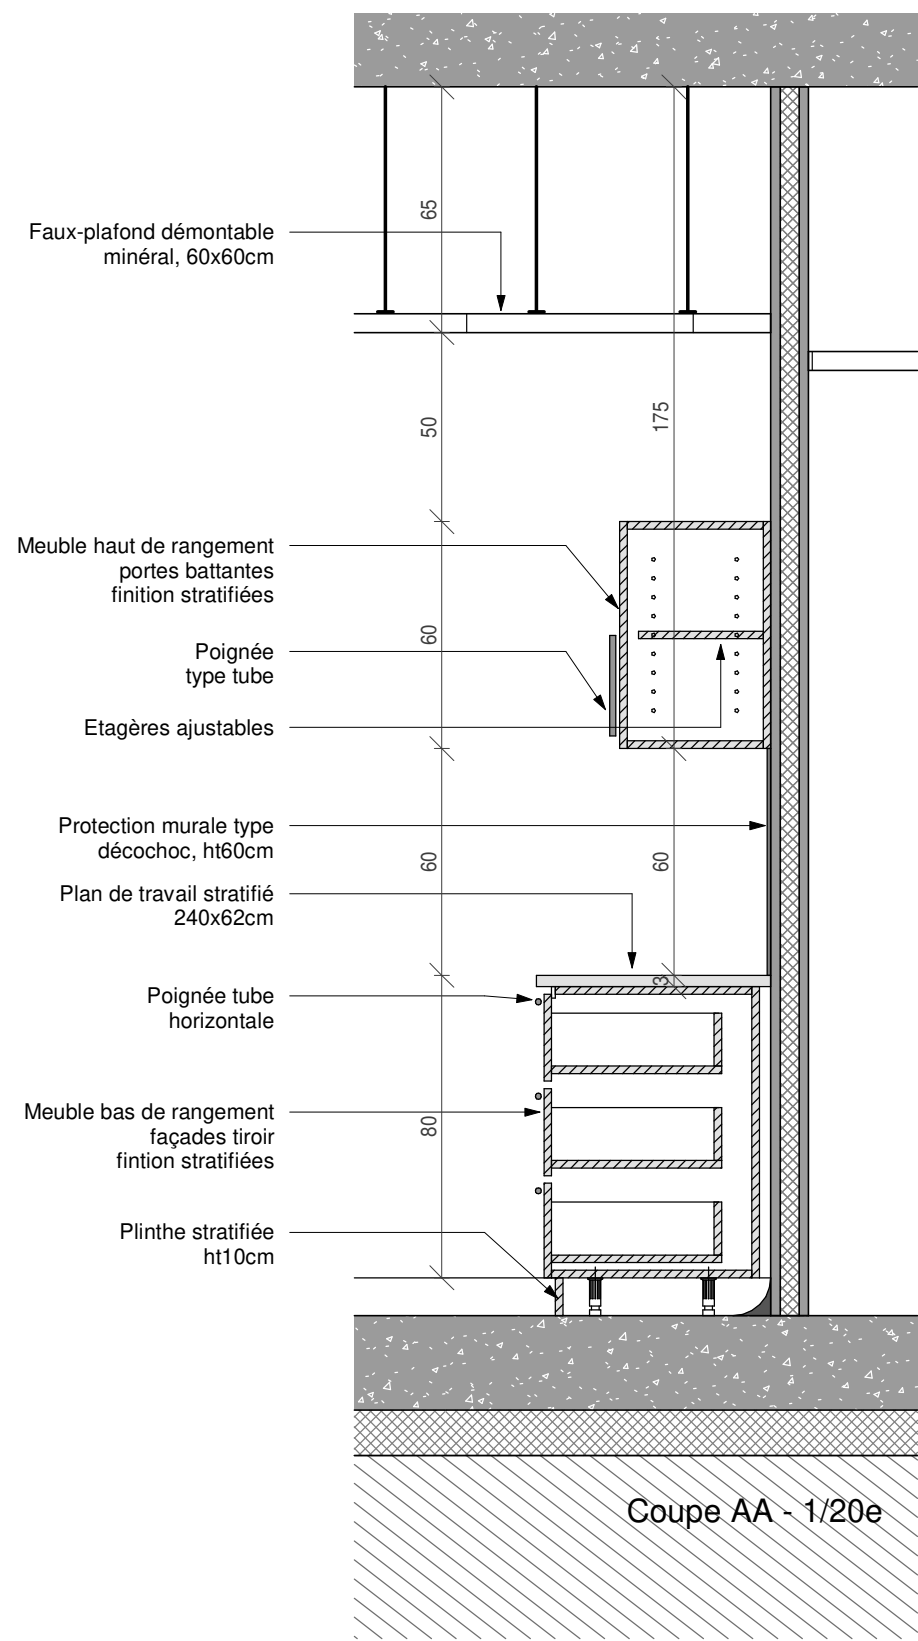 65
Faux-plafond démontable
minéral, 60x60cm
50
175
Meuble haut de rangement
portes battantes
finition stratifiées
60
Poignée
type tube
Etagères ajustables
Protection murale type
décochoc, ht60cm
60
60
Plan de travail stratifié
240x62cm
3
Poignée tube
horizontale
Meuble bas de rangement
façades tiroir
fintion stratifiées
80
Plinthe stratifiée
ht10cm
Coupe AA - 1/20e